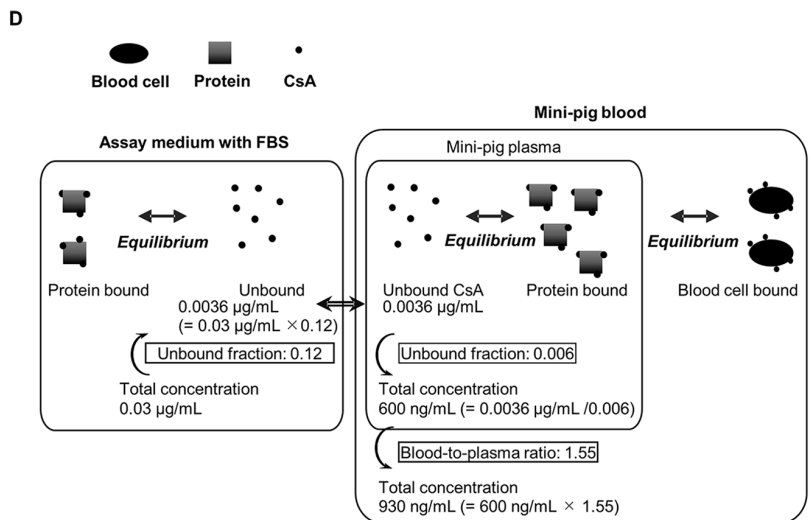 D
Blood cell
Protein
CsA
Mini-pig blood
Assay medium with FBS
Mini-pig plasma
Equilibrium
Equilibrium
Equilibrium
Protein bound
Unbound
0.0036 µg/mL
(= 0.03 µg/mL ×0.12)
Unbound fraction: 0.12
Total concentration
0.03 µg/mL
Unbound CsA
0.0036 µg/mL
Protein bound
Blood cell bound
Unbound fraction: 0.006
Total concentration
600 ng/mL (= 0.0036 µg/mL /0.006)
Blood-to-plasma ratio: 1.55
Total concentration
930 ng/mL (= 600 ng/mL × 1.55)